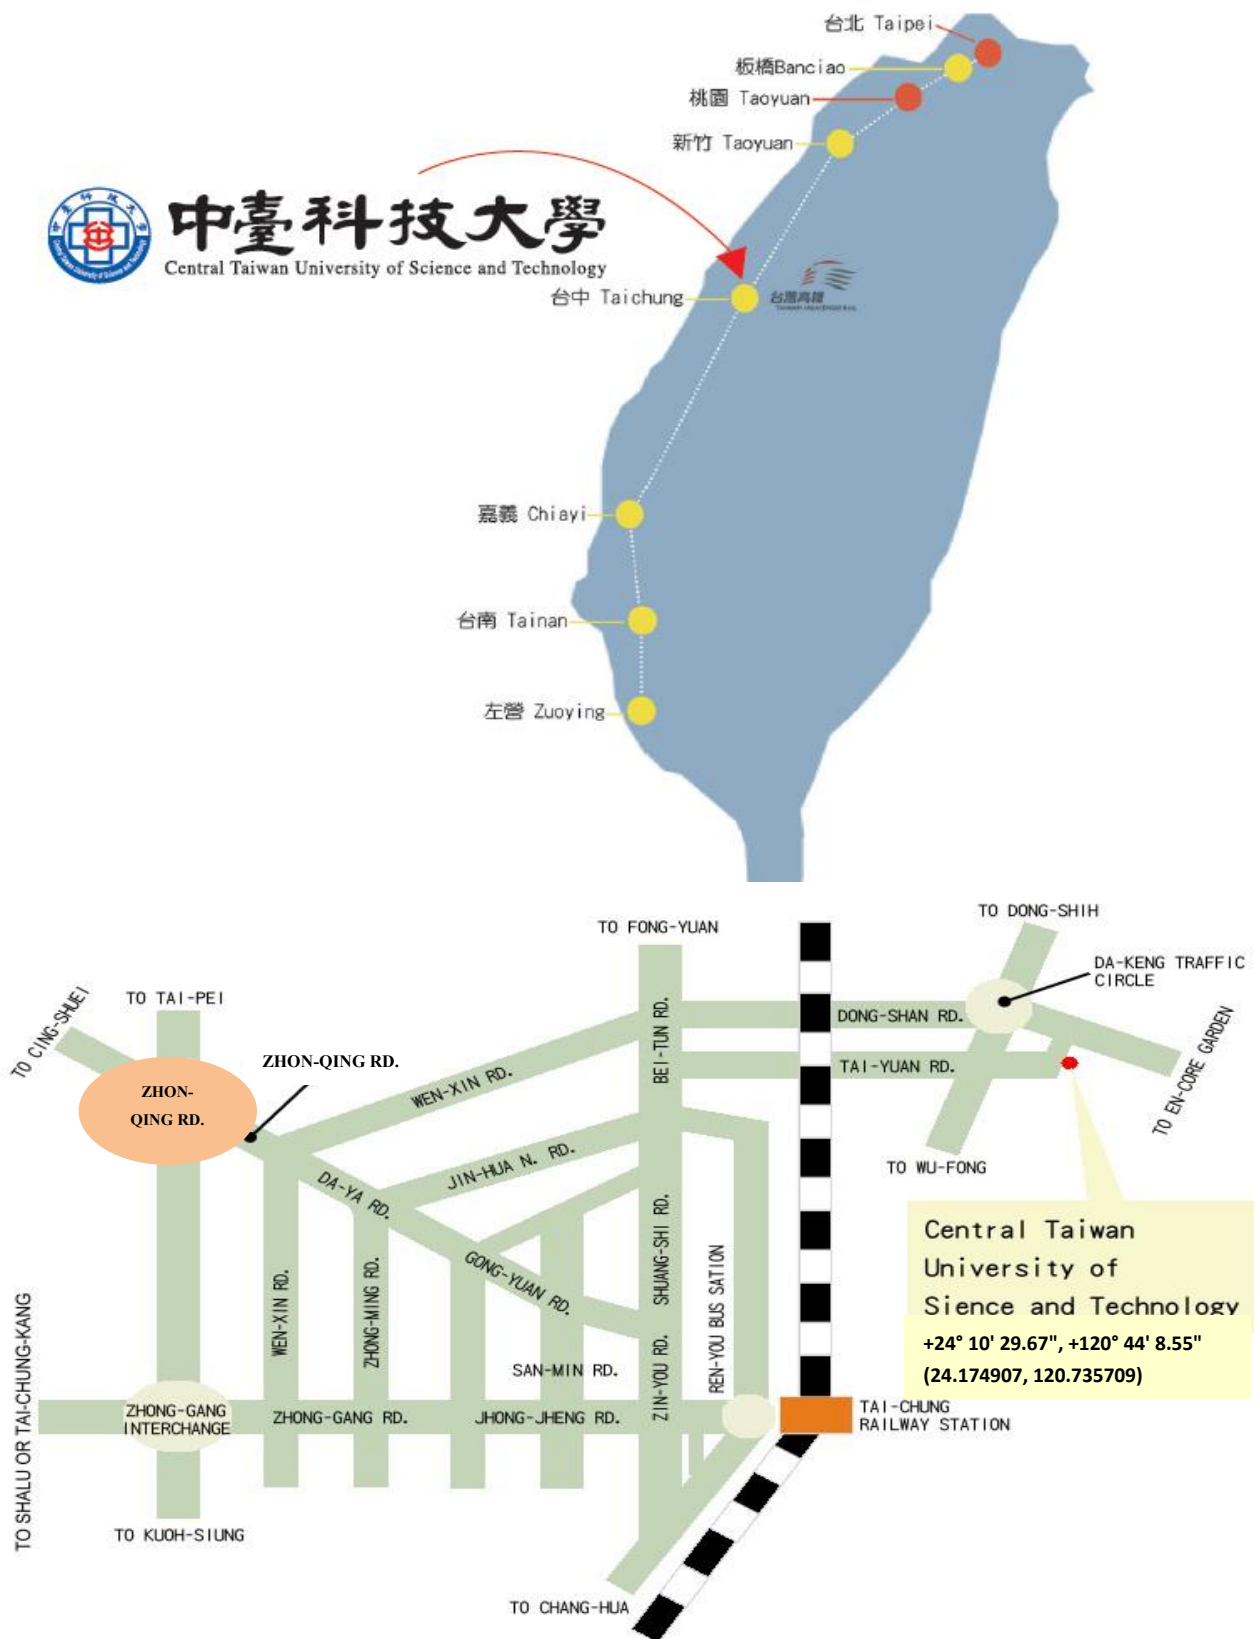 台北 Taipei
板橋Banciao
桃園 Taoyuan
新竹 Taoyuan
中臺科技大學
Central Taiwan University of Science and Technology
台中 Taichung
台灣高鐵
嘉義 Chiayi
台南 Tainan
左營 Zuoying
TO DONG-SHIH
TO FONG-YUAN
DA-KENG TRAFFIC
CIRCLE
TO CING-SHUEI
TO TAI-PEI
DONG-SHAN RD.
BEI-TUN RD.
ZHON-QING RD.
TAI-YUAN RD.
TO EN-CORE GARDEN
WEN-XIN RD.
ZHON-
QING RD.
JIN-HUA N. RD.
TO WU-FONG
DA-YA RD.
Central Taiwan
University of
Sience and Technology
+24° 10' 29.67", +120° 44' 8.55"
(24.174907, 120.735709)
GONG-YUAN RD.
SHUANG-SHI RD.
REN-YOU BUS SATION
WEN-XIN RD.
ZHONG-MING RD.
SAN-MIN RD.
ZIN-YOU RD.
TO SHALU OR TAI-CHUNG-KANG
ZHONG-GANG
INTERCHANGE
ZHONG-GANG RD.
JHONG-JHENG RD.
TAI-CHUNG
RAILWAY STATION
TO KUOH-SIUNG
TO CHANG-HUA